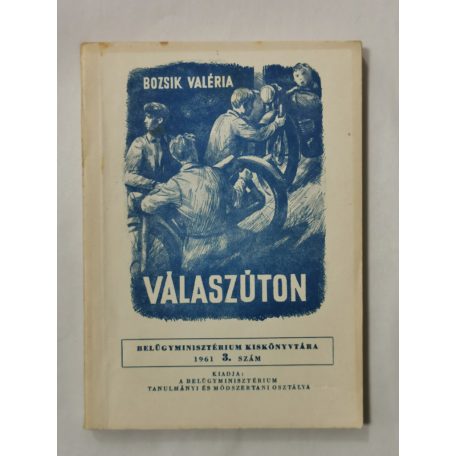 BOZSIK VALÉRIA
VÁLASZÚTON
BELÜGYMINISZTÉRIUM KISKÖNYVTÁRA
1961 3. SZÁM
KIADJA:
A BELÜGYMINISZTÉRIUM
TANULMÁNYI ÉS MÓDSZERTANI OSZTÁLYA